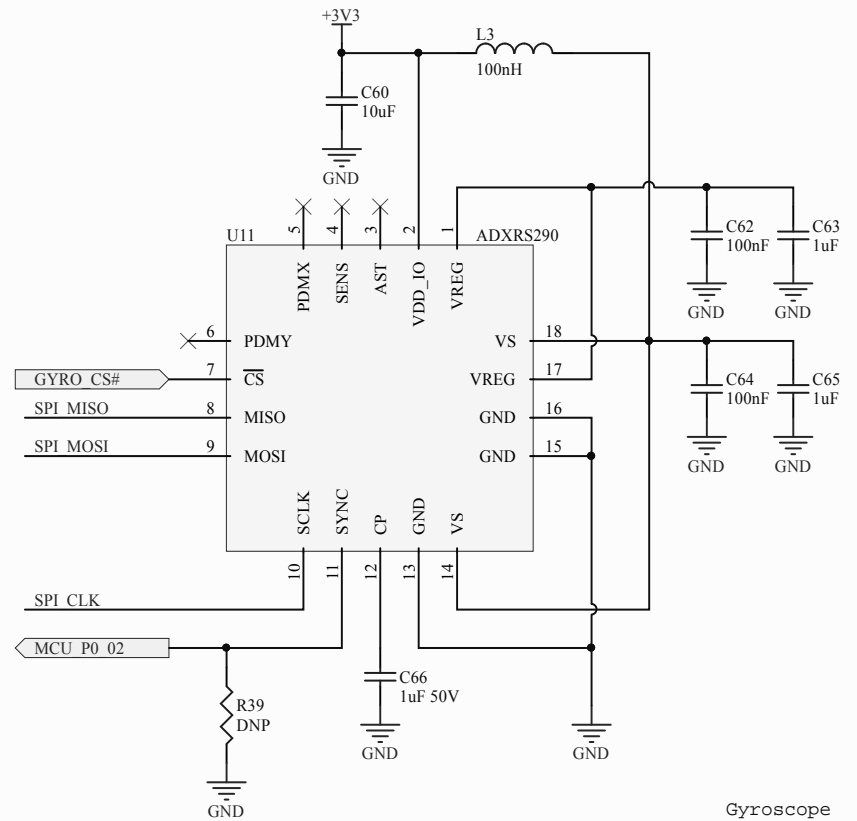 +3V3
L3
100nH
C60
10uF
GND
U11
ADXRS290
5
4
3
2
1
PDMX
SENS
AST
VDD_IO
VREG
C62
100nF
C63
1uF
GND
GND
6
PDMY
VS
18
GYRO_CS#
7
CS
VREG
17
C64
100nF
C65
1uF
SPI_MISO
8
MISO
GND
16
SPI_MOSI
9
MOSI
GND
15
GND
GND
SCLK
SYNC
CP
GND
VS
10
11
12
13
14
SPI_CLK
MCU_P0_02
C66
1uF 50V
R39
DNP
GND
GND
GND
Gyroscope